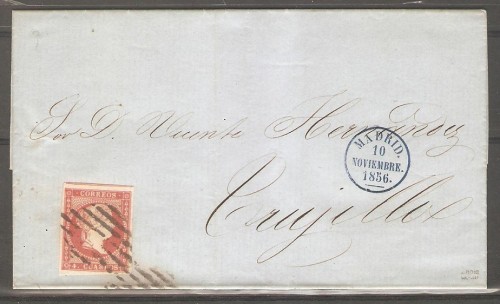 Sor D. Vicente Hernandez
MADRID.
10
NOVIEMBRE.
1856.
Trujillo
CORREOS